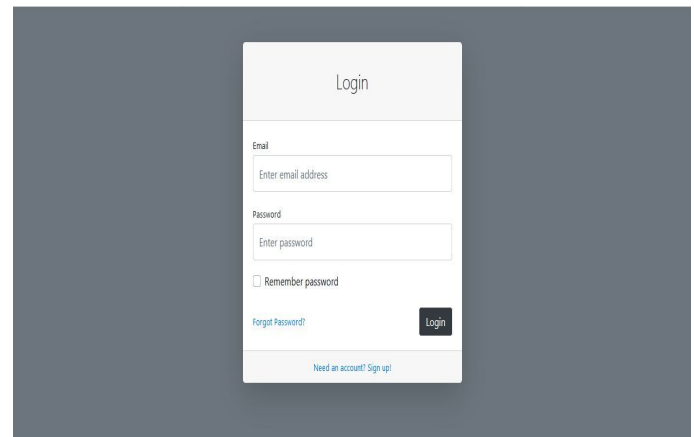 Login
Email
Enter email address
Password
Enter password
Remember password
Forgot Password?
Login
Need an account? Sign up!